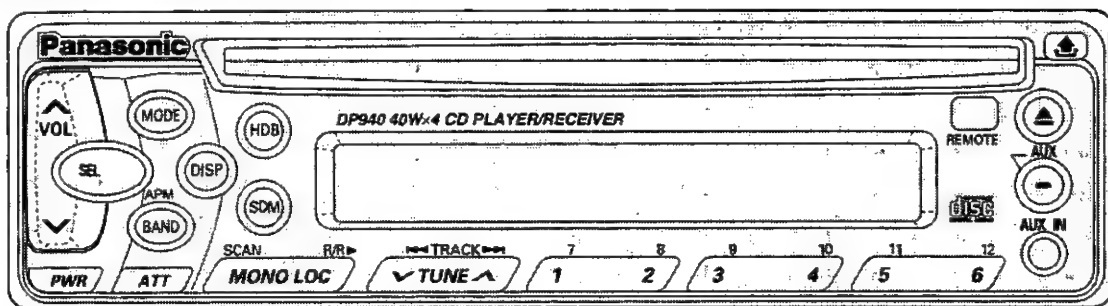 Panasonic
VOL
MODE
HDB
DP940 40W×4 CD PLAYER/RECEIVER
REMOTE
AUX
SEL
DISP
APM
SDM
BAND
disc
AUX IN
SCAN R/R▶ ⏮TRACK⏭ 7 8 9 10 11 12
PWR ATT MONO LOC TUNE 1 2 3 4 5 6